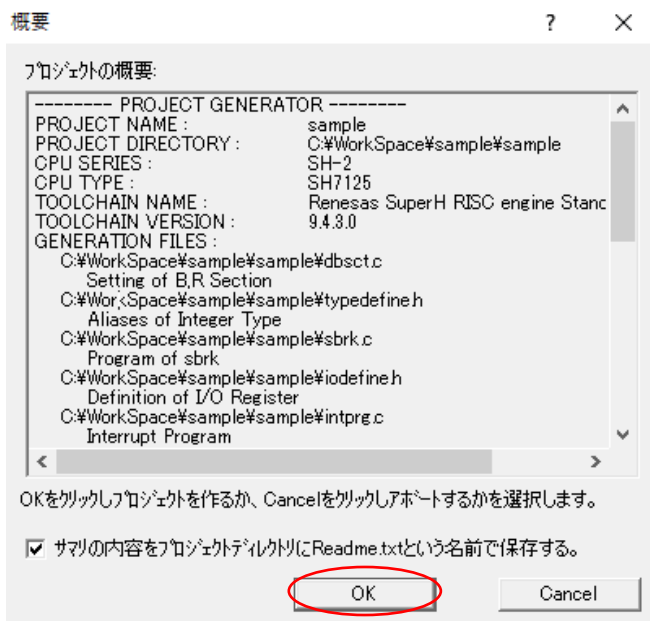 概要 ? ×
プロジェクトの概要:
-------- PROJECT GENERATOR --------
PROJECT NAME : sample
PROJECT DIRECTORY : C:¥WorkSpace¥sample¥sample
CPU SERIES : SH-2
CPU TYPE : SH7125
TOOLCHAIN NAME : Renesas SuperH RISC engine Stanc
TOOLCHAIN VERSION : 9.4.3.0
GENERATION FILES :
C:¥WorkSpace¥sample¥sample¥dbsct.c
Setting of B,R Section
C:¥WorkSpace¥sample¥sample¥typedefine.h
Aliases of Integer Type
C:¥WorkSpace¥sample¥sample¥sbrk.c
Program of sbrk
C:¥WorkSpace¥sample¥sample¥iodefine.h
Definition of I/O Register
C:¥WorkSpace¥sample¥sample¥intprg.c
Interrupt Program
OKをクリックしプロジェクトを作るか、Cancelをクリックしアボートするかを選択します。
サマリの内容をプロジェクトディレクトリにReadme.txtという名前で保存する。
OK Cancel